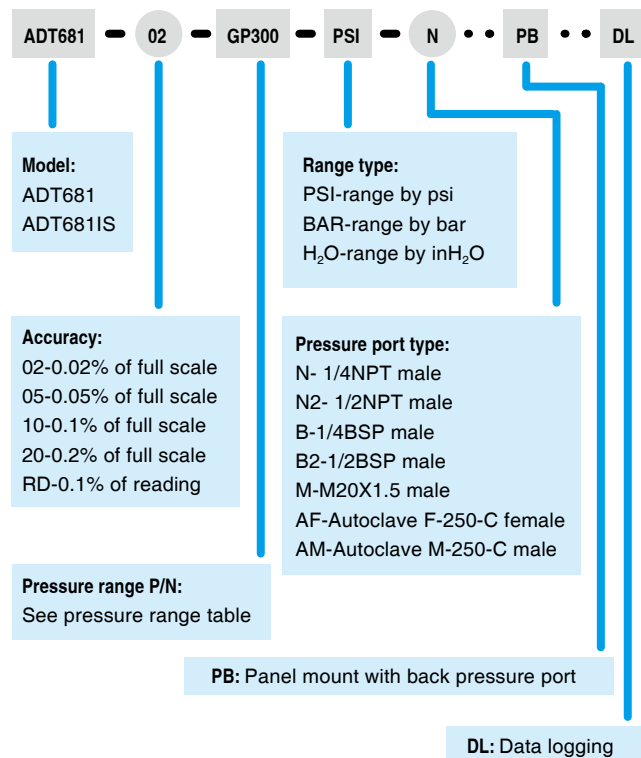 ADT681 - 02 - GP300 - PSI - N - - PB - - DL
Model:
ADT681
ADT681IS
Range type:
PSI-range by psi
BAR-range by bar
H₂O-range by inH₂O
Accuracy:
02-0.02% of full scale
05-0.05% of full scale
10-0.1% of full scale
20-0.2% of full scale
RD-0.1% of reading
Pressure port type:
N- 1/4NPT male
N2- 1/2NPT male
B-1/4BSP male
B2-1/2BSP male
M-M20X1.5 male
AF-Autoclave F-250-C female
AM-Autoclave M-250-C male
Pressure range P/N:
See pressure range table
PB: Panel mount with back pressure port
DL: Data logging